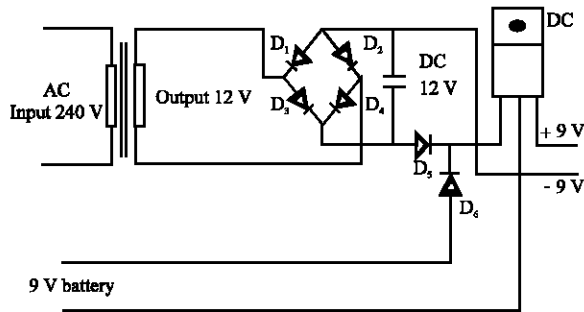 D1
D2
DC
12 V
DC
AC
Input 240 V
Output 12 V
D3
D4
+ 9 V
D5
- 9 V
D6
9 V battery